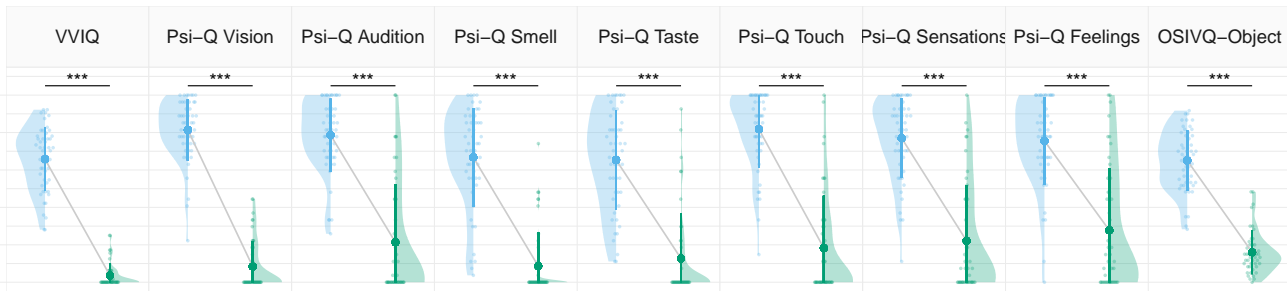 VVIQ
Psi–Q Vision
Psi–Q Audition
Psi–Q Smell
Psi–Q Taste
Psi–Q Touch
Psi–Q Sensations
Psi–Q Feelings
OSIVQ–Object
***
***
***
***
***
***
***
***
***